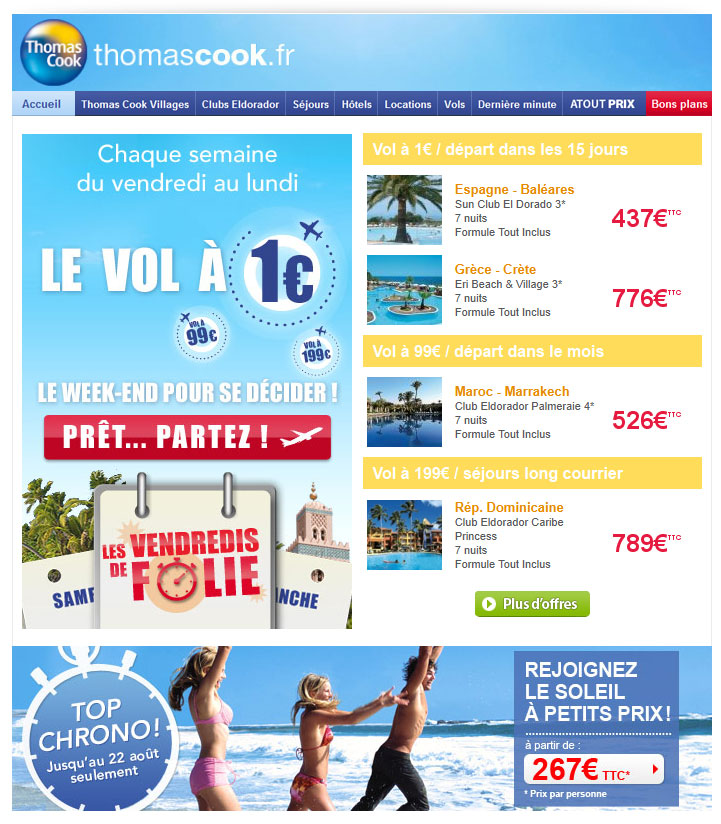 Thomas
Cook
thomascook.fr
Accueil
Thomas Cook Villages
Clubs Eldorador
Séjours
Hôtels
Locations
Vols
Dernière minute
ATOUT PRIX
Bons plans
Chaque semaine
du vendredi au lundi
LE VOL À 1€
VOL À
99€
VOL À
199€
LE WEEK-END POUR SE DÉCIDER !
PRÊT... PARTEZ !
LES VENDREDIS
DE FOLIE
SAME
ANCHE
Vol à 1€ / départ dans les 15 jours
Espagne - Baléares
Sun Club El Dorado 3*
7 nuits
Formule Tout Inclus
437€TTC
Grèce - Crète
Eri Beach & Village 3*
7 nuits
Formule Tout Inclus
776€TTC
Vol à 99€ / départ dans le mois
Maroc - Marrakech
Club Eldorador Palmeraie 4*
7 nuits
Formule Tout Inclus
526€TTC
Vol à 199€ / séjours long courrier
Rép. Dominicaine
Club Eldorador Caribe
Princess
7 nuits
Formule Tout Inclus
789€TTC
Plus d'offres
TOP
CHRONO!
Jusqu'au 22 août
seulement
REJOIGNEZ
LE SOLEIL
À PETITS PRIX!
à partir de :
267€ TTC*
* Prix par personne